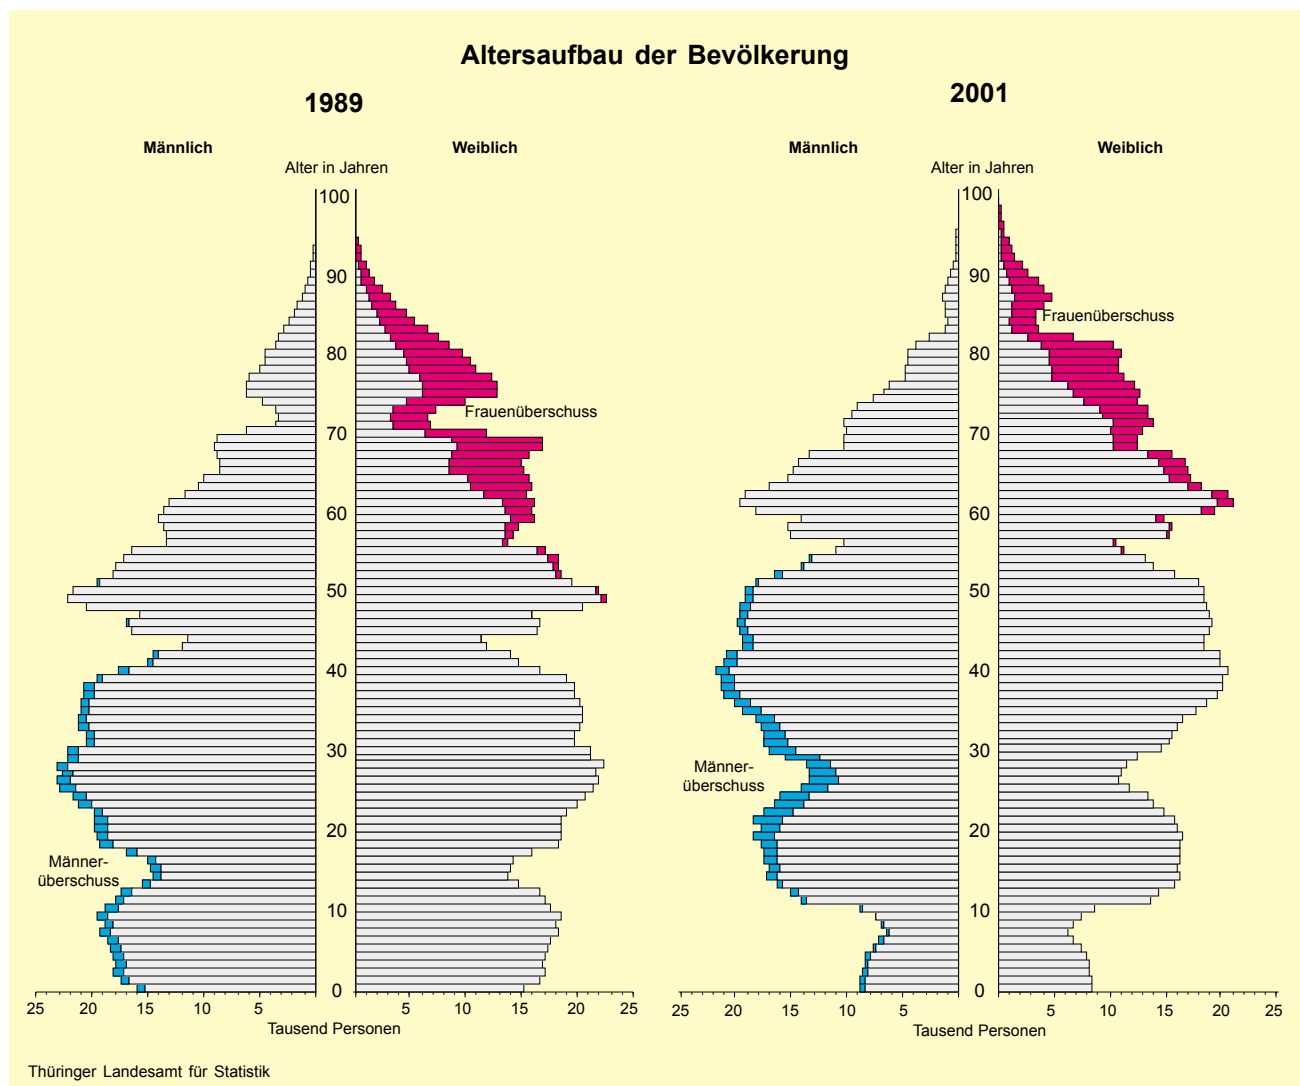 Altersaufbau der Bevölkerung
1989
2001
Männlich
Weiblich
Männlich
Weiblich
Alter in Jahren
Alter in Jahren
100
90
80
70
60
50
40
30
20
10
0
100
90
80
70
60
50
40
30
20
10
0
Frauenüberschuss
Frauenüberschuss
Männer-
überschuss
Männer-
überschuss
25 20 15 10 5
5 10 15 20 25
25 20 15 10 5
5 10 15 20 25
Tausend Personen
Tausend Personen
Thüringer Landesamt für Statistik